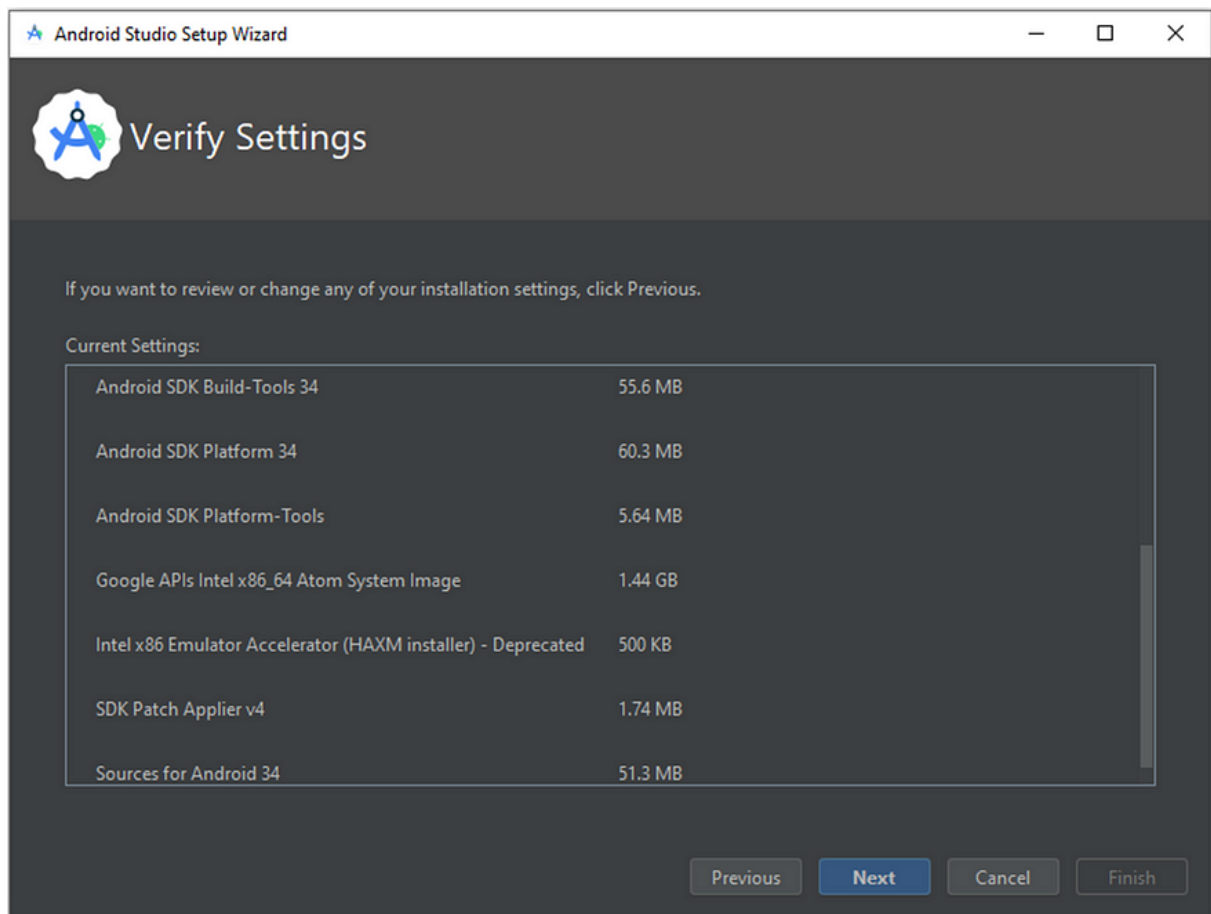 Android Studio Setup Wizard
Verify Settings
If you want to review or change any of your installation settings, click Previous.
Current Settings:
Android SDK Build-Tools 34 55.6 MB
Android SDK Platform 34 60.3 MB
Android SDK Platform-Tools 5.64 MB
Google APIs Intel x86_64 Atom System Image 1.44 GB
Intel x86 Emulator Accelerator (HAXM installer) - Deprecated 500 KB
SDK Patch Applier v4 1.74 MB
Sources for Android 34 51.3 MB
Previous Next Cancel Finish